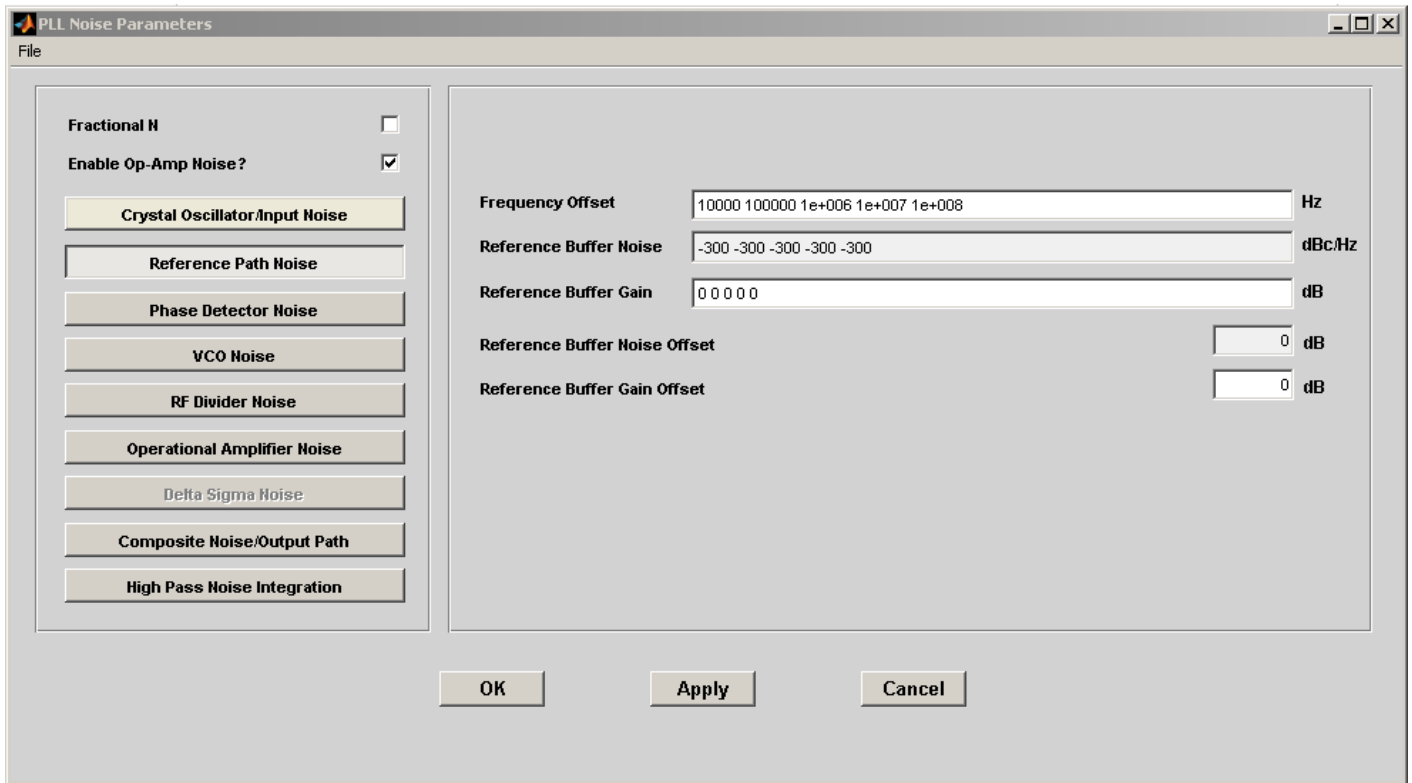 PLL Noise Parameters
File
Fractional N
Enable Op-Amp Noise?
Crystal Oscillator/Input Noise
Reference Path Noise
Phase Detector Noise
VCO Noise
RF Divider Noise
Operational Amplifier Noise
Delta Sigma Noise
Composite Noise/Output Path
High Pass Noise Integration
Frequency Offset 10000 100000 1e+006 1e+007 1e+008 Hz
Reference Buffer Noise -300 -300 -300 -300 -300 dBc/Hz
Reference Buffer Gain 0 0 0 0 0 dB
Reference Buffer Noise Offset 0 dB
Reference Buffer Gain Offset 0 dB
OK Apply Cancel